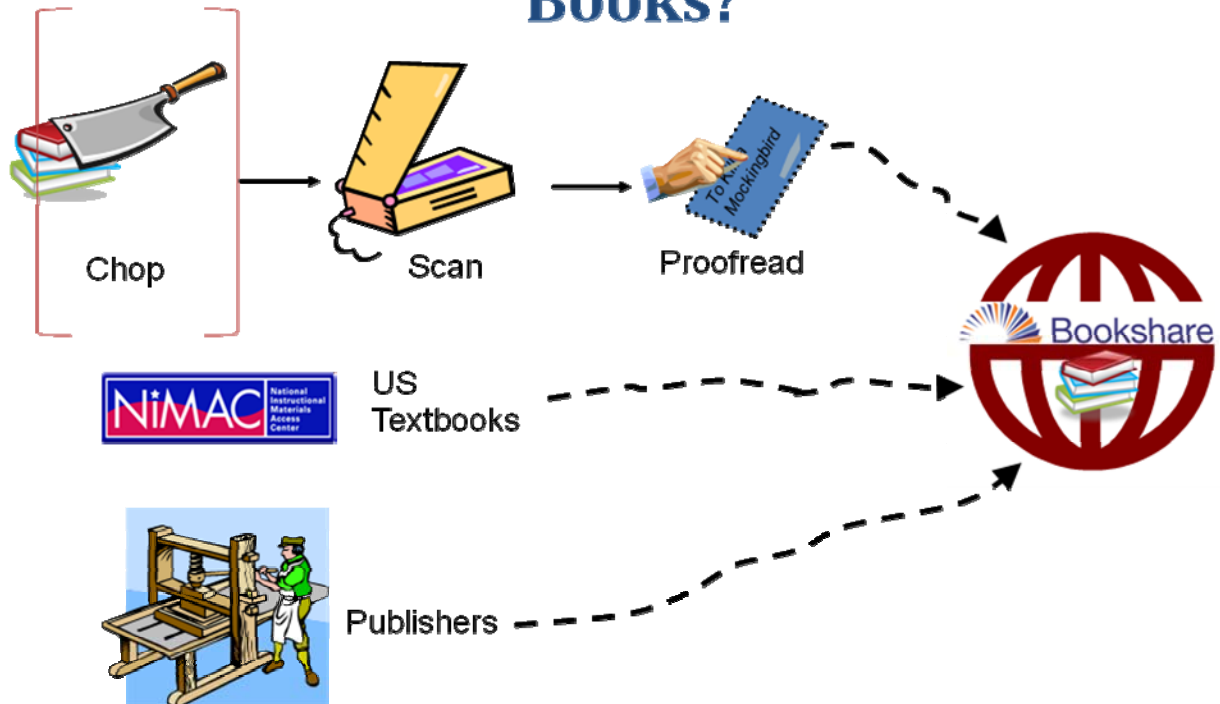 BOOKS?
To Kill a
Mockingbird
Chop
Scan
Proofread
Bookshare
NiMAC
National
Instructional
Materials
Access
Center
US
Textbooks
Publishers